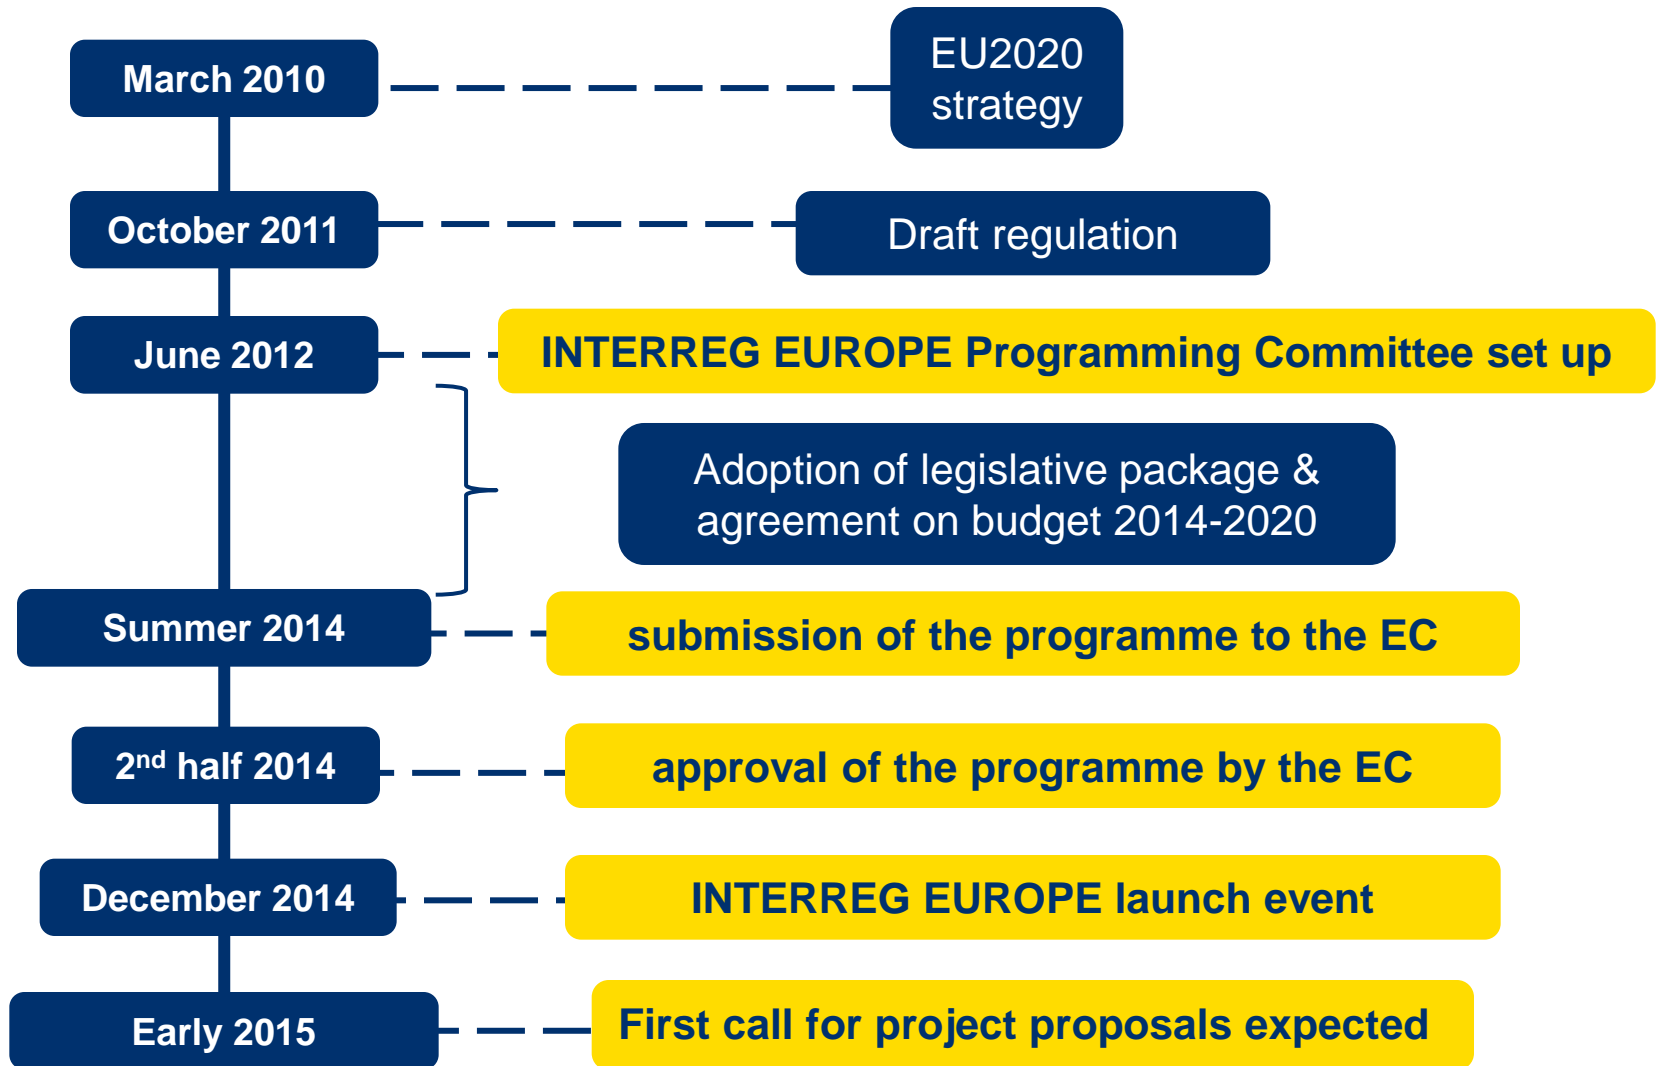 March 2010
EU2020
strategy
October 2011
Draft regulation
June 2012
INTERREG EUROPE Programming Committee set up
Adoption of legislative package &
agreement on budget 2014-2020
Summer 2014
submission of the programme to the EC
2nd half 2014
approval of the programme by the EC
December 2014
INTERREG EUROPE launch event
Early 2015
First call for project proposals expected